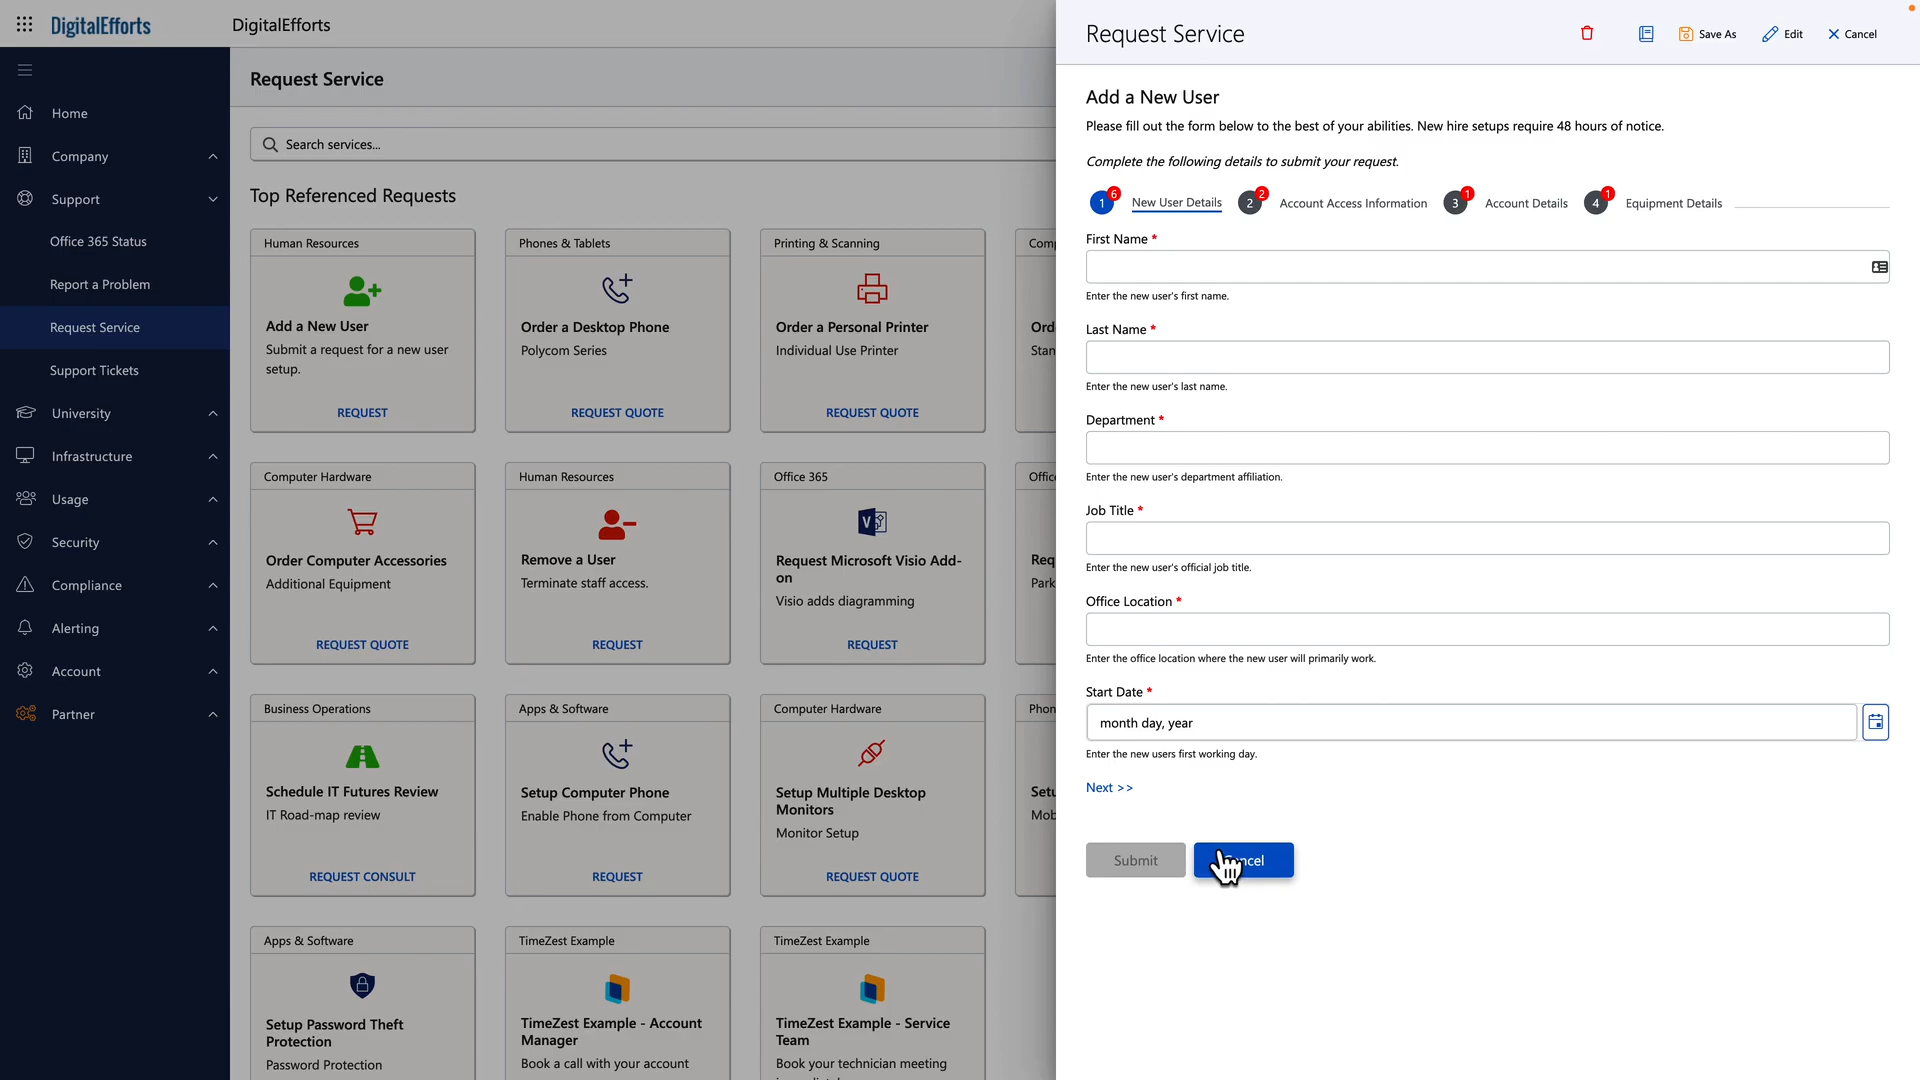 DigitalEfforts
DigitalEfforts
Home
Company
Support
Office 365 Status
Report a Problem
Request Service
Support Tickets
University
Infrastructure
Usage
Security
Compliance
Alerting
Account
Partner
Request Service
Search services...
Top Referenced Requests
Human Resources
Add a New User
Submit a request for a new user
setup.
REQUEST
Phones & Tablets
Order a Desktop Phone
Polycom Series
REQUEST QUOTE
Printing & Scanning
Order a Personal Printer
Individual Use Printer
REQUEST QUOTE
Computer Hardware
Order Computer Accessories
Additional Equipment
REQUEST QUOTE
Human Resources
Remove a User
Terminate staff access.
REQUEST
Office 365
Request Microsoft Visio Add-
on
Visio adds diagramming
REQUEST
Business Operations
Schedule IT Futures Review
IT Road-map review
REQUEST CONSULT
Apps & Software
Setup Computer Phone
Enable Phone from Computer
REQUEST
Computer Hardware
Setup Multiple Desktop
Monitors
Monitor Setup
REQUEST QUOTE
Apps & Software
Setup Password Theft
Protection
Password Protection
TimeZest Example
TimeZest Example - Account
Manager
Book a call with your account
TimeZest Example
TimeZest Example - Service
Team
Book your technician meeting
Request Service
Save As
Edit
Cancel
Add a New User
Please fill out the form below to the best of your abilities. New hire setups require 48 hours of notice.
Complete the following details to submit your request.
1 6 New User Details 2 2 Account Access Information 3 1 Account Details 4 1 Equipment Details
First Name *
Enter the new user's first name.
Last Name *
Enter the new user's last name.
Department *
Enter the new user's department affiliation.
Job Title *
Enter the new user's official job title.
Office Location *
Enter the office location where the new user will primarily work.
Start Date *
month day, year
Enter the new users first working day.
Next >>
Submit